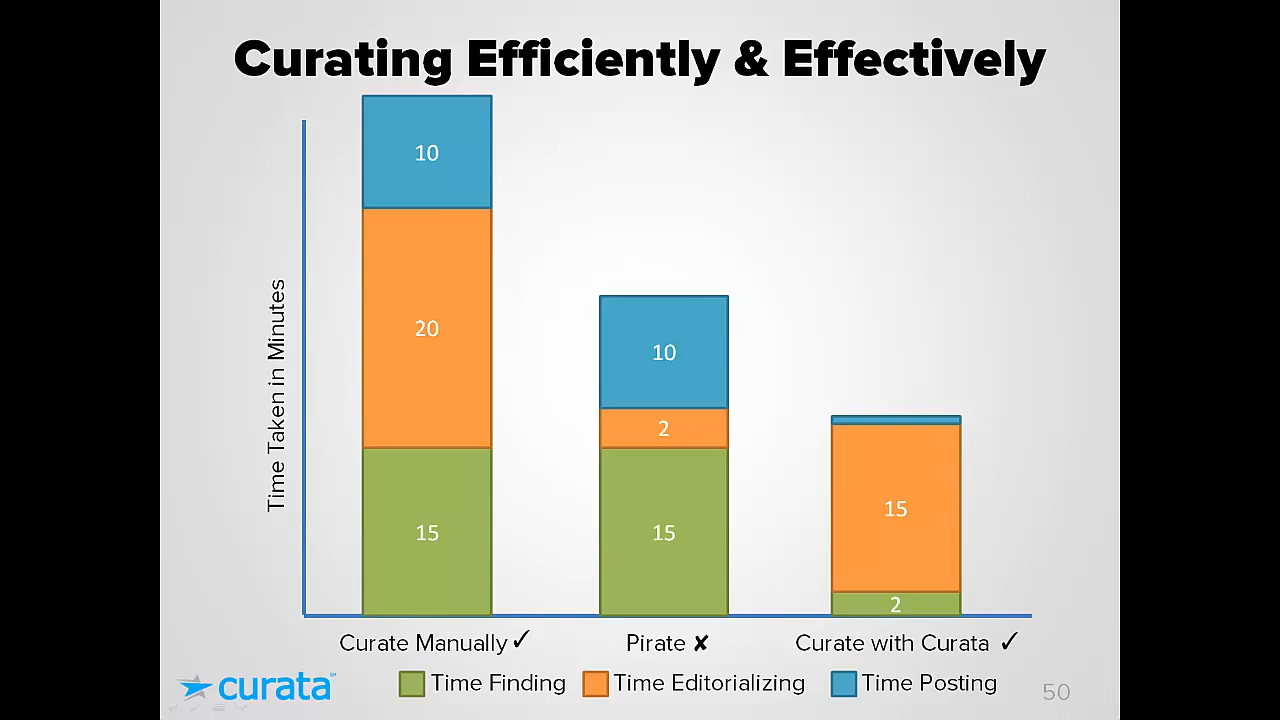 Curating Efficiently & Effectively
10
20
15
10
2
15
15
2
Time Taken in Minutes
Curate Manually ✓
Pirate ✘
Curate with Curata ✓
Time Finding
Time Editorializing
Time Posting
curata
50